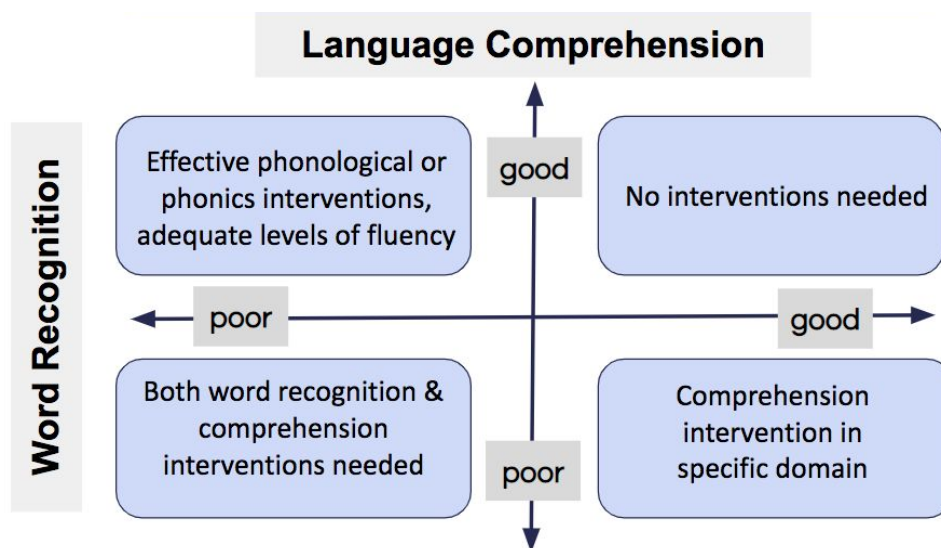 Language Comprehension
Word Recognition
Effective phonological or
phonics interventions,
adequate levels of fluency
good
No interventions needed
poor
good
Both word recognition &
comprehension
interventions needed
poor
Comprehension
intervention in
specific domain